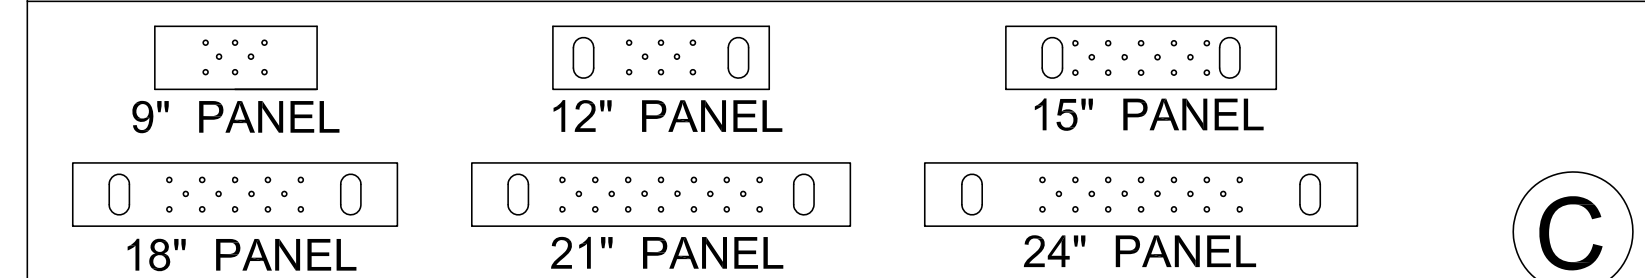 9" PANEL
12" PANEL
15" PANEL
18" PANEL
21" PANEL
24" PANEL
C